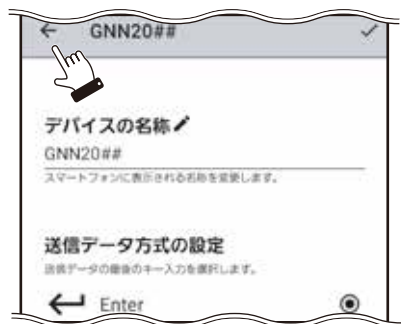 GNN20##
デバイスの名称
GNN20##
スマートフォンに表示される名称を変更します。
送信データ方式の設定
送信データの最後のキー入力を選択します。
Enter